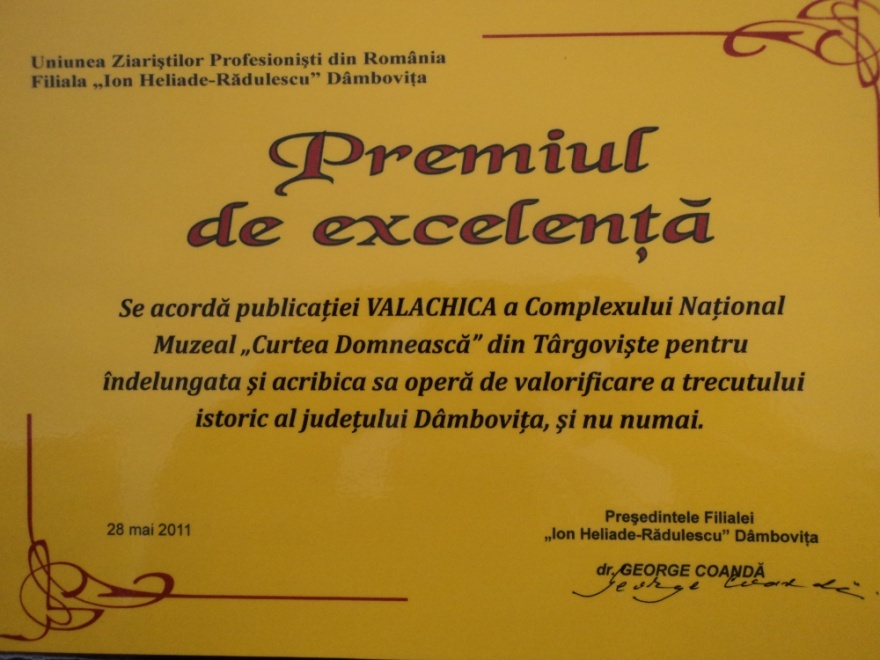 Uniunea Ziariştilor Profesionişti din România
Filiala „Ion Heliade-Rădulescu” Dâmboviţa
Premiul
de excelenţă
Se acordă publicaţiei VALACHICA a Complexului Naţional
Muzeal „Curtea Domnească” din Târgovişte pentru
îndelungata şi acribica sa operă de valorificare a trecutului
istoric al judeţului Dâmboviţa, şi nu numai.
28 mai 2011
Preşedintele Filialei
„Ion Heliade-Rădulescu” Dâmboviţa
dr. GEORGE COANDĂ
George Coandă